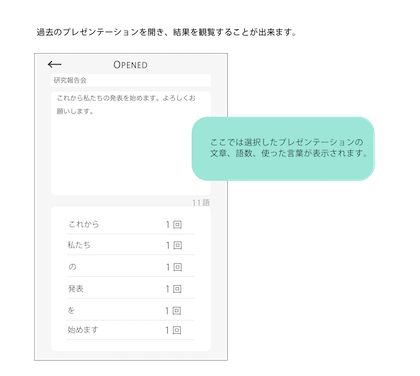 過去のプレゼンテーションを開き、結果を観覧することが出来ます。
OPENED
研究報告会
これから私たちの発表を始めます。よろしくお
願いします。
ここでは選択したプレゼンテーションの
文章、語数、使った言葉が表示されます。
11語
これから 1回
私たち 1回
の 1回
発表 1回
を 1回
始めます 1回